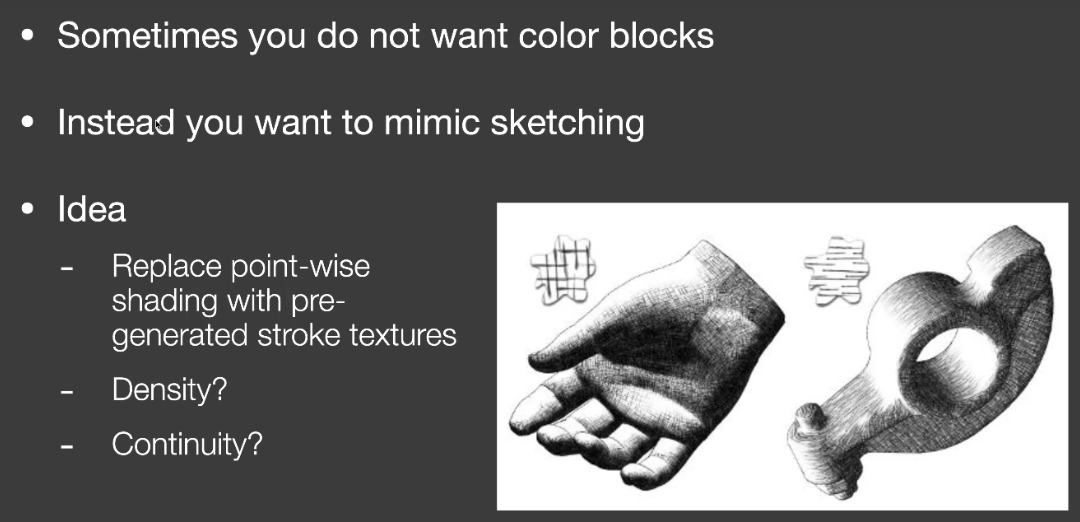 • Sometimes you do not want color blocks
• Instead you want to mimic sketching
• Idea
- Replace point-wise
shading with pre-
generated stroke textures
- Density?
- Continuity?